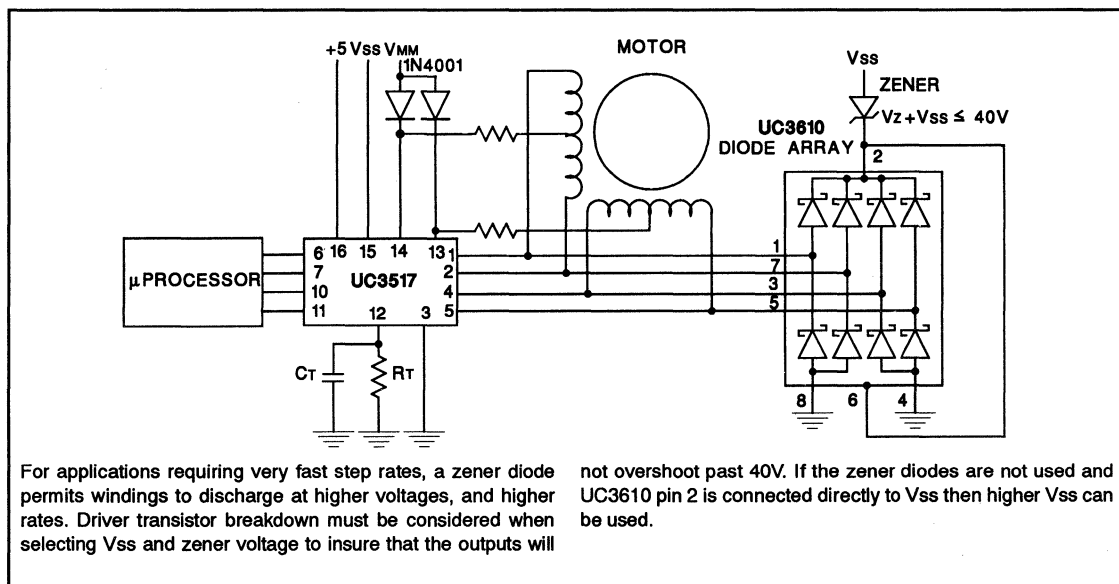 +5 Vss VMM
1N4001
MOTOR
Vss
ZENER
Vz+Vss ≤ 40V
UC3610
DIODE ARRAY
2
μPROCESSOR
6 16 15 14 13 1
7 UC3517 2
10 4
11 12 3 5
1
7
3
5
CT RT
8 6 4
For applications requiring very fast step rates, a zener diode
permits windings to discharge at higher voltages, and higher
rates. Driver transistor breakdown must be considered when
selecting Vss and zener voltage to insure that the outputs will
not overshoot past 40V. If the zener diodes are not used and
UC3610 pin 2 is connected directly to Vss then higher Vss can
be used.